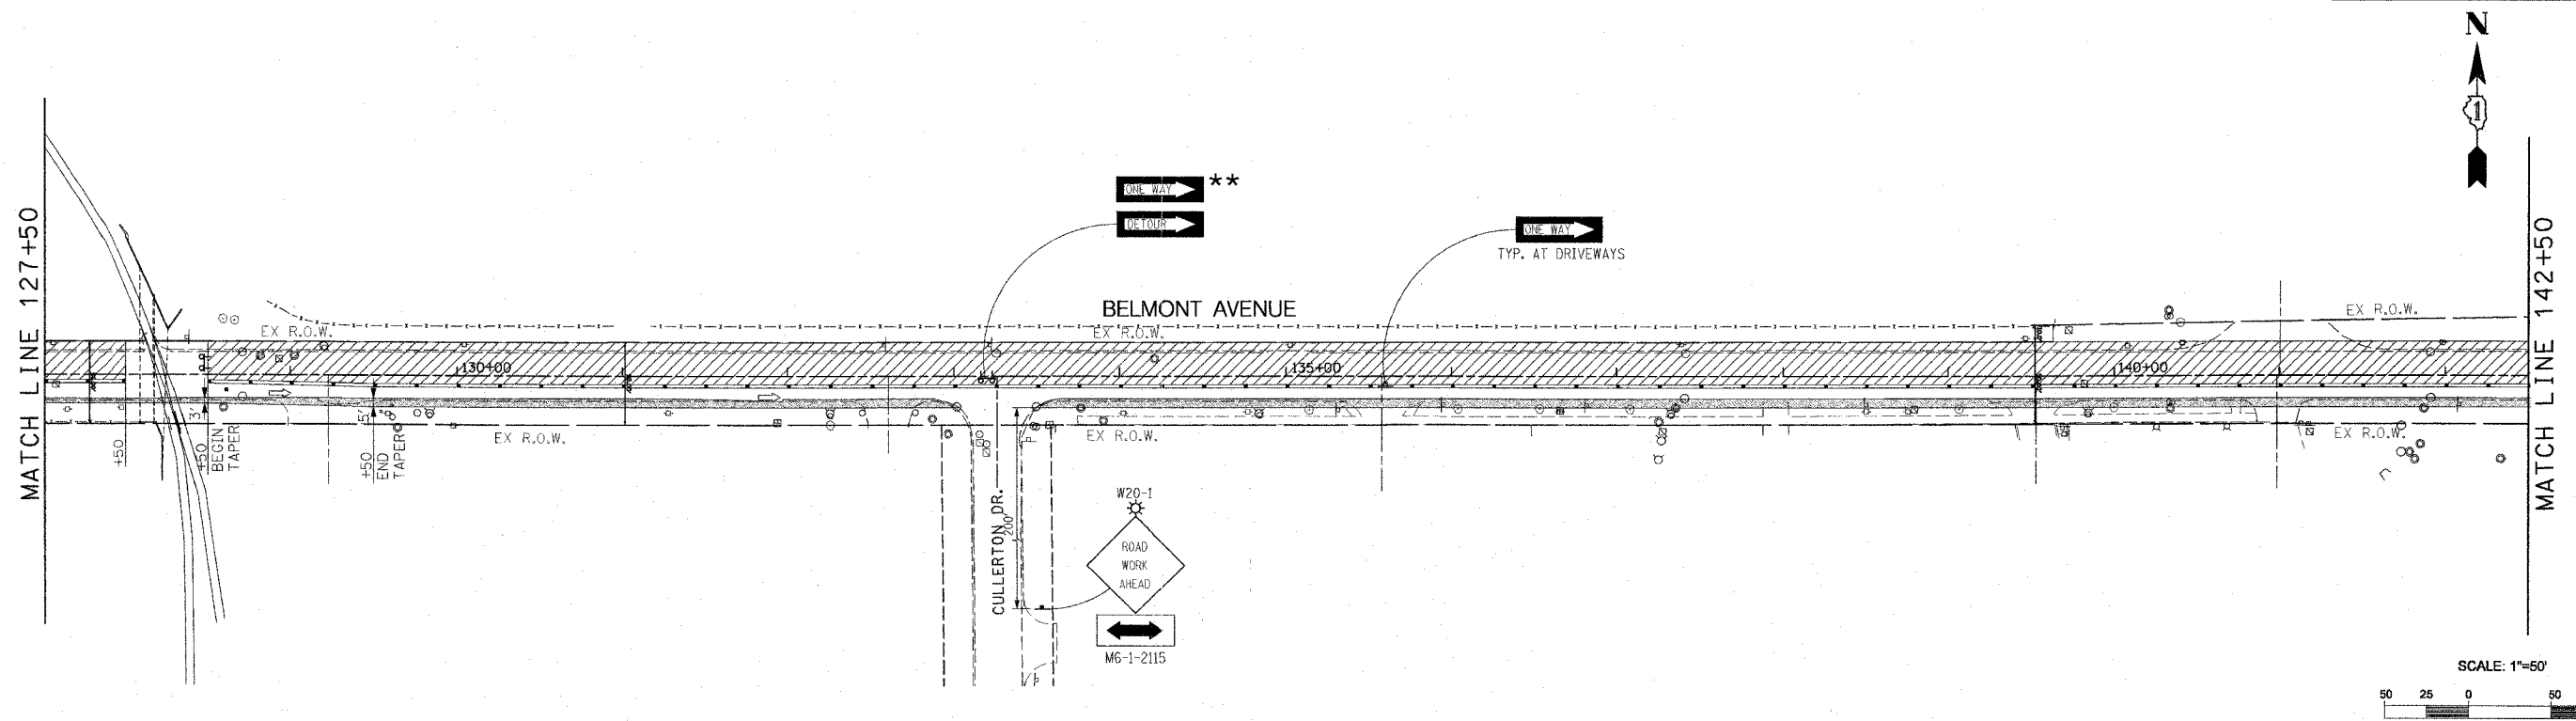 N
1
MATCH LINE 127+50
MATCH LINE 142+50
ONE WAY **
DETOUR
ONE WAY
TYP. AT DRIVEWAYS
BELMONT AVENUE
EX R.O.W.
EX R.O.W.
EX R.O.W.
130+00
135+00
140+00
3'
5'
+50
+50
BEGIN
TAPER
+50
END
TAPER
EX R.O.W.
EX R.O.W.
EX R.O.W.
CULLERTON DR.
200'
W20-1
ROAD
WORK
AHEAD
M6-1-2115
SCALE: 1"=50'
50 25 0 50